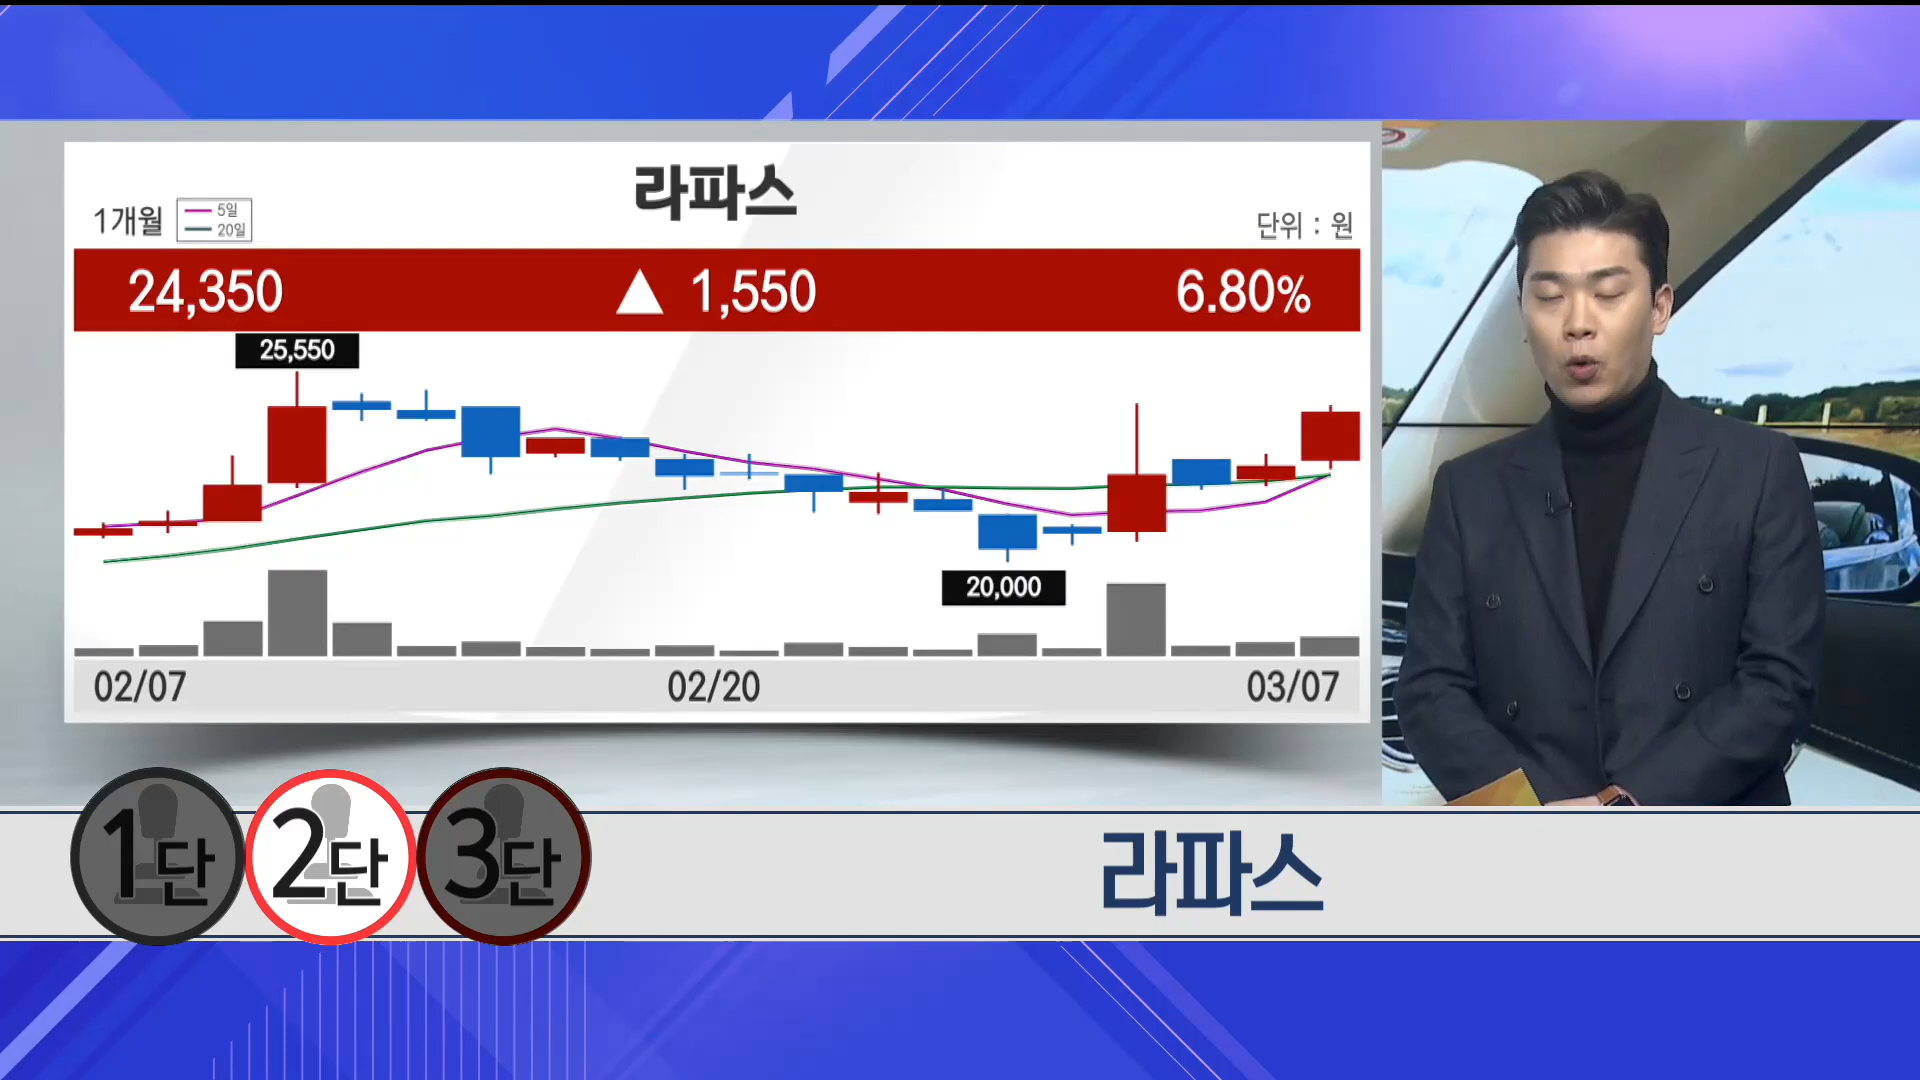 라파스
1개월
5일
20일
단위 : 원
24,350 ▲ 1,550 6.80%
25,550
20,000
02/07 02/20 03/07
1단 2단 3단
라파스